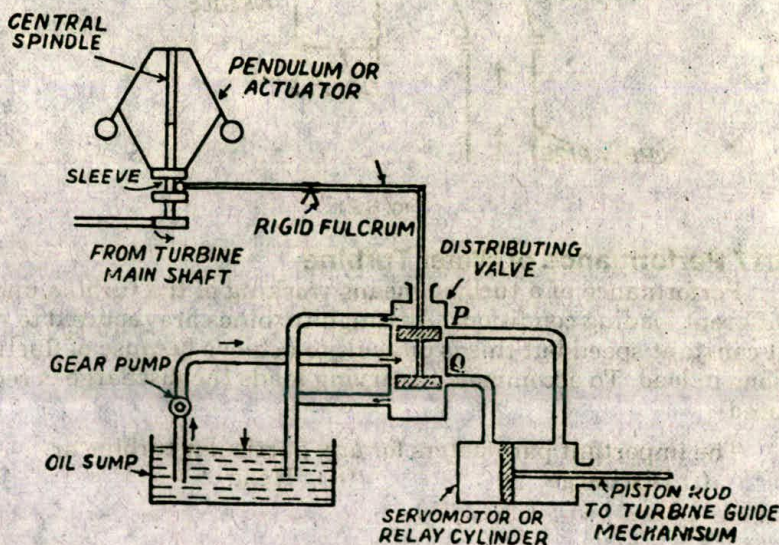 CENTRAL
SPINDLE
PENDULUM OR
ACTUATOR
SLEEVE
RIGID FULCRUM
FROM TURBINE
MAIN SHAFT
DISTRIBUTING
VALVE
P
Q
GEAR PUMP
OIL SUMP
SERVOMOTOR OR
RELAY CYLINDER
PISTON ROD
TO TURBINE GUIDE
MECHANISUM